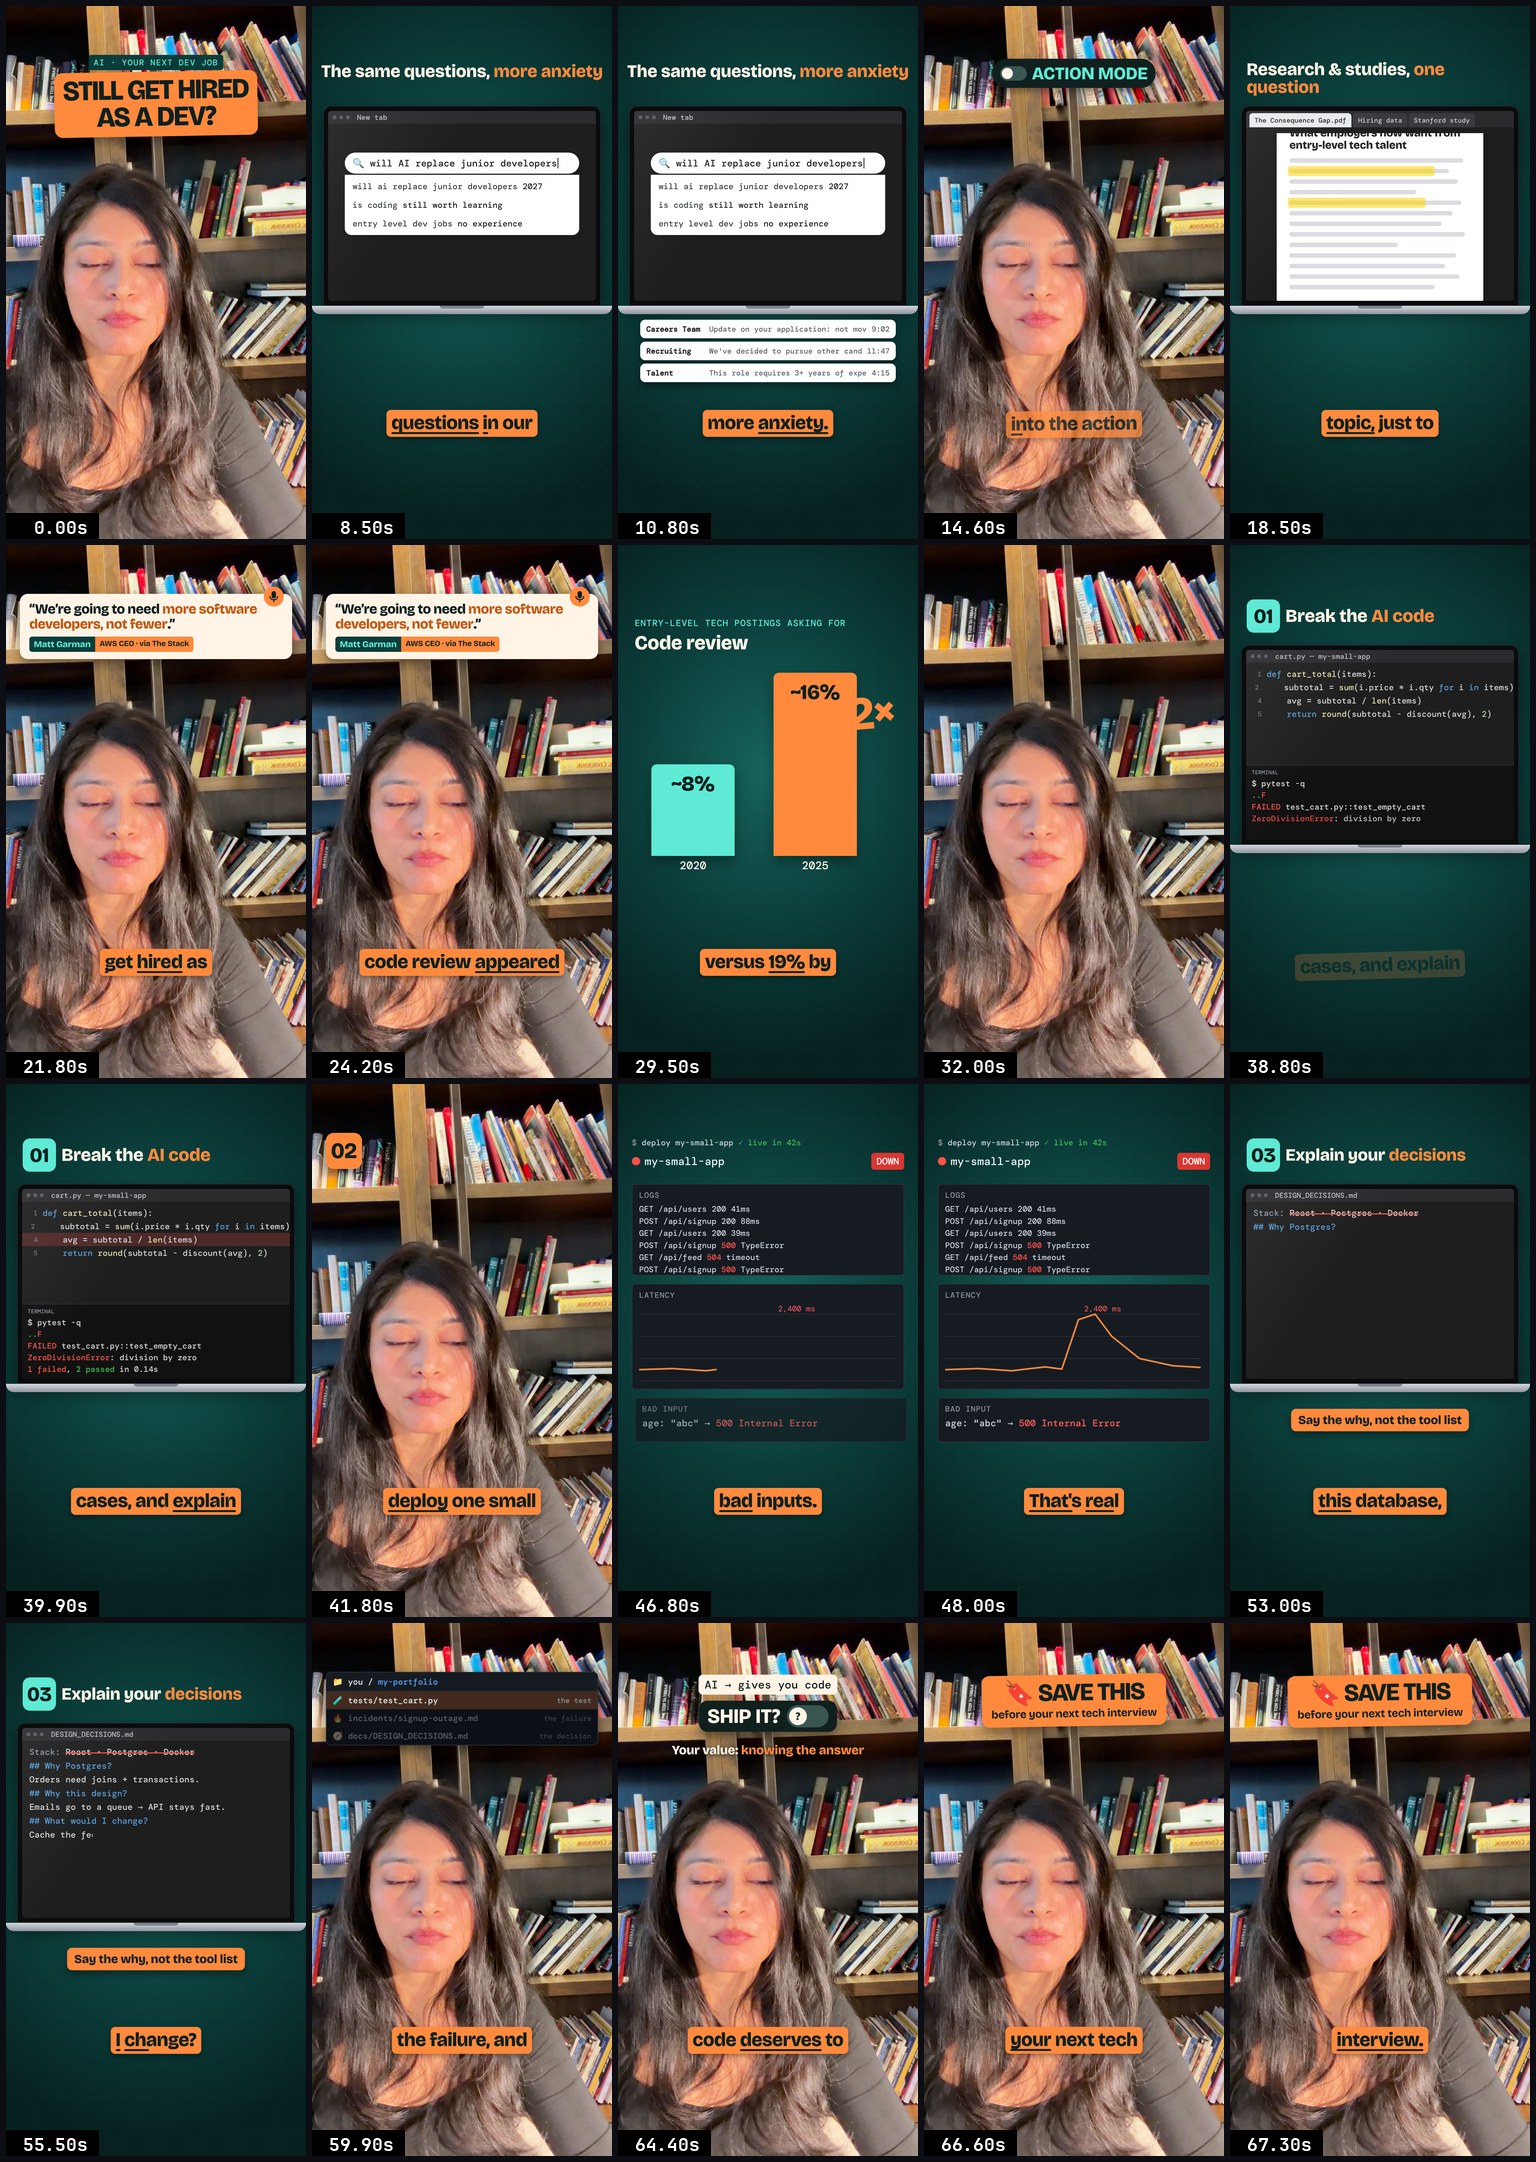 AI · YOUR NEXT DEV JOB
STILL GET HIRED
AS A DEV?
0.00s
The same questions, more anxiety
New tab
will AI replace junior developers
will ai replace junior developers 2027
is coding still worth learning
entry level dev jobs no experience
questions in our
8.50s
The same questions, more anxiety
New tab
will AI replace junior developers
will ai replace junior developers 2027
is coding still worth learning
entry level dev jobs no experience
Careers Team Update on your application: not mov 9:02
Recruiting We've decided to pursue other cand 11:47
Talent This role requires 3+ years of expe 4:15
more anxiety.
10.80s
ACTION MODE
into the action
14.60s
Research & studies, one
question
The Consequence Gap.pdf Hiring data Stanford study
What employers now want from
entry-level tech talent
topic, just to
18.50s
“We’re going to need more software
developers, not fewer.”
Matt Garman AWS CEO · via The Stack
get hired as
21.80s
“We’re going to need more software
developers, not fewer.”
Matt Garman AWS CEO · via The Stack
code review appeared
24.20s
ENTRY-LEVEL TECH POSTINGS ASKING FOR
Code review
~16%
2×
~8%
2020 2025
versus 19% by
29.50s
32.00s
01 Break the AI code
cart.py — my-small-app
1 def cart_total(items):
2 subtotal = sum(i.price * i.qty for i in items)
4 avg = subtotal / len(items)
5 return round(subtotal - discount(avg), 2)
TERMINAL
$ pytest -q
..F
FAILED test_cart.py::test_empty_cart
ZeroDivisionError: division by zero
cases, and explain
38.80s
01 Break the AI code
cart.py — my-small-app
1 def cart_total(items):
2 subtotal = sum(i.price * i.qty for i in items)
4 avg = subtotal / len(items)
5 return round(subtotal - discount(avg), 2)
TERMINAL
$ pytest -q
..F
FAILED test_cart.py::test_empty_cart
ZeroDivisionError: division by zero
1 failed, 2 passed in 0.14s
cases, and explain
39.90s
02
deploy one small
41.80s
$ deploy my-small-app ✓ live in 42s
my-small-app DOWN
LOGS
GET /api/users 200 41ms
POST /api/signup 200 88ms
GET /api/users 200 39ms
POST /api/signup 500 TypeError
GET /api/feed 504 timeout
POST /api/signup 500 TypeError
LATENCY
2,400 ms
BAD INPUT
age: "abc" → 500 Internal Error
bad inputs.
46.80s
$ deploy my-small-app ✓ live in 42s
my-small-app DOWN
LOGS
GET /api/users 200 41ms
POST /api/signup 200 88ms
GET /api/users 200 39ms
POST /api/signup 500 TypeError
GET /api/feed 504 timeout
POST /api/signup 500 TypeError
LATENCY
2,400 ms
BAD INPUT
age: "abc" → 500 Internal Error
That's real
48.00s
03 Explain your decisions
DESIGN_DECISIONS.md
Stack: React · Postgres · Docker
## Why Postgres?
Say the why, not the tool list
this database,
53.00s
03 Explain your decisions
DESIGN_DECISIONS.md
Stack: React · Postgres · Docker
## Why Postgres?
Orders need joins + transactions.
## Why this design?
Emails go to a queue → API stays fast.
## What would I change?
Cache the fe
Say the why, not the tool list
I change?
55.50s
you / my-portfolio
tests/test_cart.py the test
incidents/signup-outage.md the failure
docs/DESIGN_DECISIONS.md the decision
the failure, and
59.90s
AI → gives you code
SHIP IT? ?
Your value: knowing the answer
code deserves to
64.40s
SAVE THIS
before your next tech interview
your next tech
66.60s
SAVE THIS
before your next tech interview
interview.
67.30s